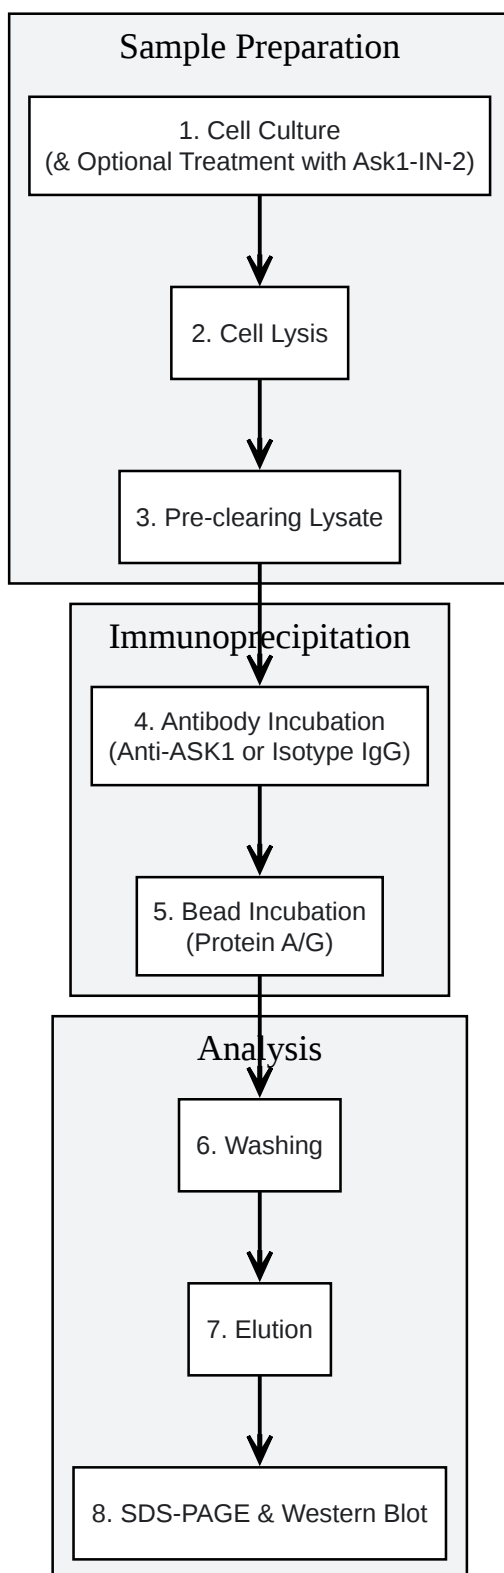 Sample Preparation
1. Cell Culture
(& Optional Treatment with Ask1-IN-2)
2. Cell Lysis
3. Pre-clearing Lysate
Immunoprecipitation
4. Antibody Incubation
(Anti-ASK1 or Isotype IgG)
5. Bead Incubation
(Protein A/G)
Analysis
6. Washing
7. Elution
8. SDS-PAGE & Western Blot